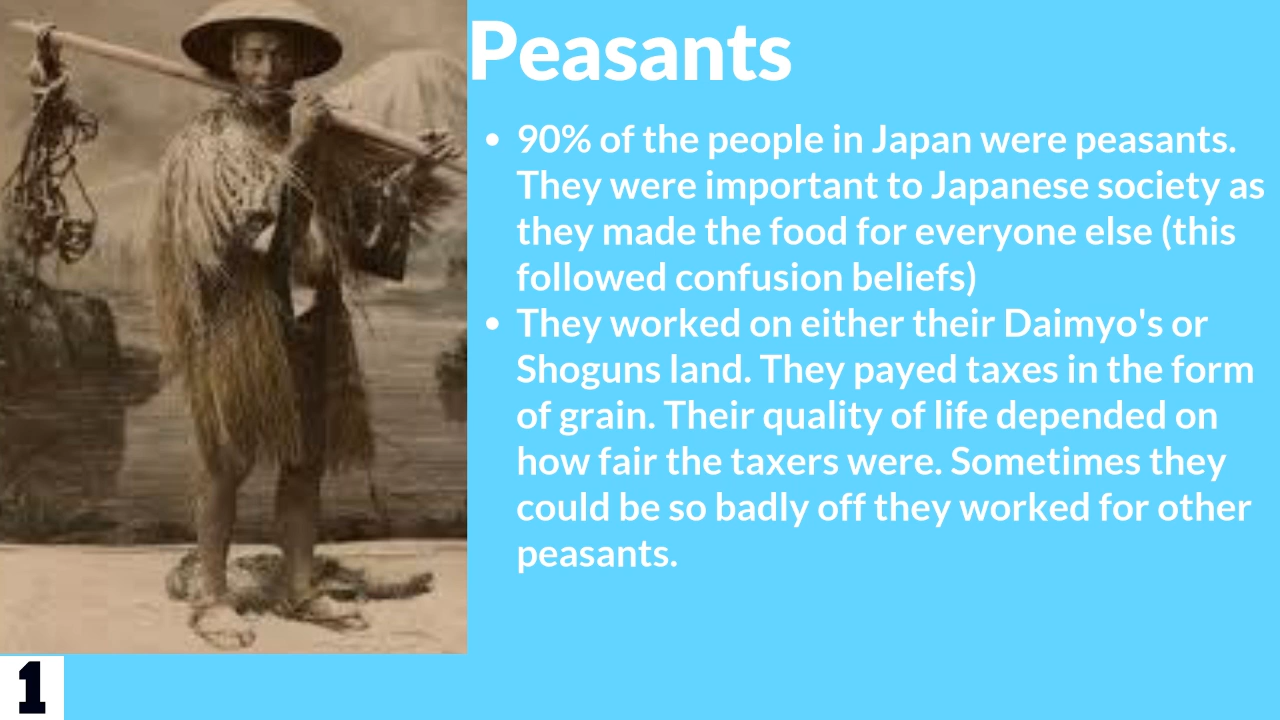 Peasants
• 90% of the people in Japan were peasants.
They were important to Japanese society as
they made the food for everyone else (this
followed confusion beliefs)
• They worked on either their Daimyo's or
Shoguns land. They payed taxes in the form
of grain. Their quality of life depended on
how fair the taxers were. Sometimes they
could be so badly off they worked for other
peasants.
1